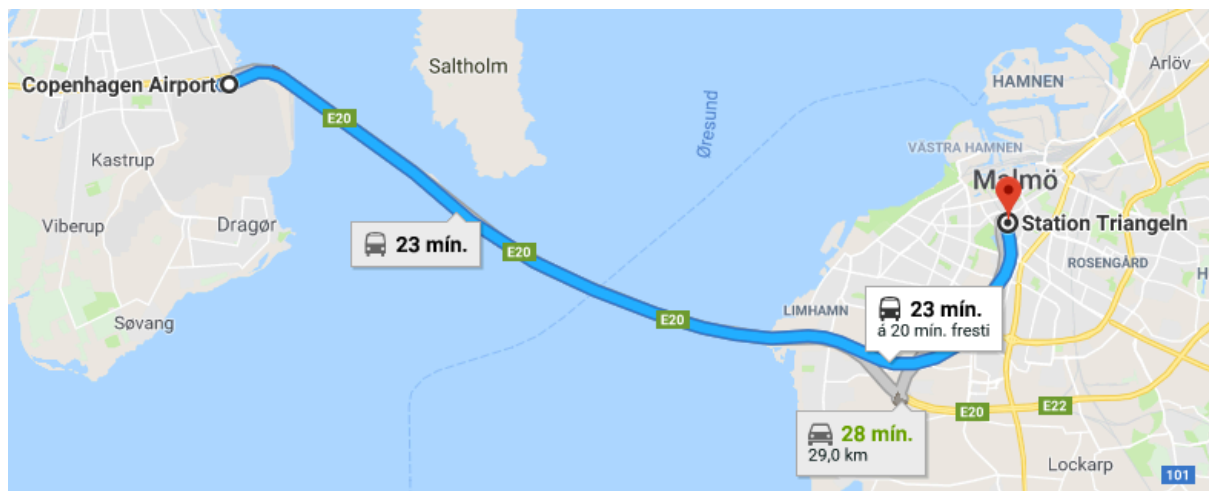 Saltholm
Copenhagen Airport
E20
Kastrup
Viberup
Dragør
Søvang
23 mín.
E20
Øresund
E20
Arlöv
HAMNEN
VÄSTRA HAMNEN
Malmö
Station Triangeln
ROSENGÅRD
H
LIMHAMN
23 mín.
á 20 mín. fresti
E20
E22
28 mín.
29,0 km
Lockarp
101